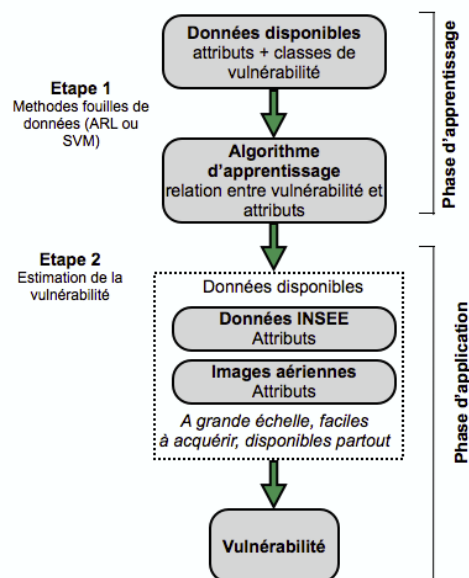 Données disponibles
attributs + classes de
vulnérabilité
Etape 1
Methodes fouilles de
données (ARL ou
SVM)
Algorithme
d'apprentissage
relation entre vulnérabilité et
attributs
Phase d'apprentissage
Etape 2
Estimation de la
vulnérabilité
Données disponibles
Données INSEE
Attributs
Images aériennes
Attributs
A grande échelle, faciles
à acquérir, disponibles partout
Vulnérabilité
Phase d'application